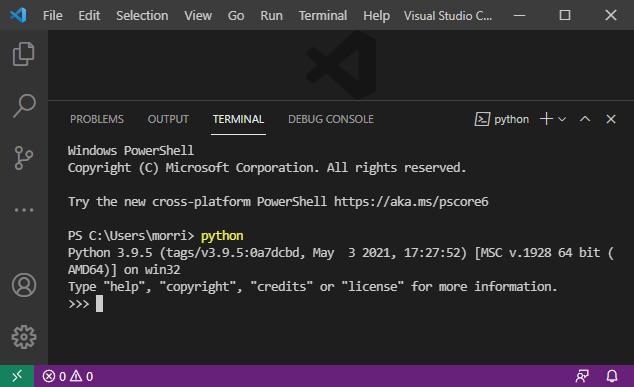 File Edit View Go Run Terminal Help Visual Studio C...
PROBLEMS OUTPUT TERMINAL DEBUG CONSOLE python
Windows PowerShell
Copyright (C) Microsoft Corporation. All rights reserved.
Try the new cross-platform PowerShell https://aka.ms/pscore6
PS C:\Users\morri> python
Python 3.9.5 (tags/v3.9.5:0a7dcbd, May  3 2021, 17:27:52) [MSC v.1928 64 bit (
AMD64)] on win32
Type "help", "copyright", "credits" or "license" for more information.
>>>
0 0